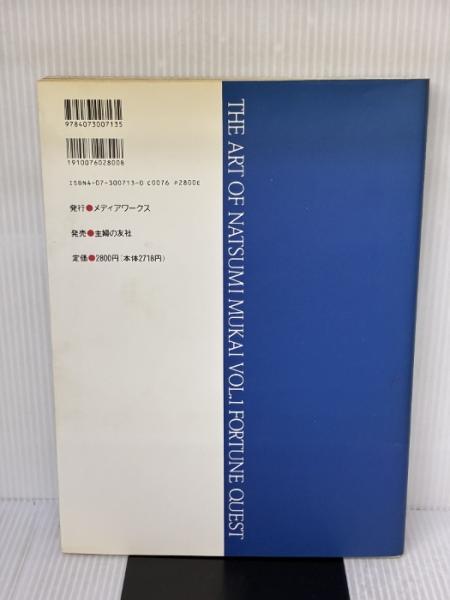 9784073007135
1910076028008
ISBN4-07-300713-0 C0076 P2800E
発行●メディアワークス
発売●主婦の友社
定価●2800円(本体2718円)
THE ART OF NATSUMI MUKAI VOL.1 FORTUNE QUEST